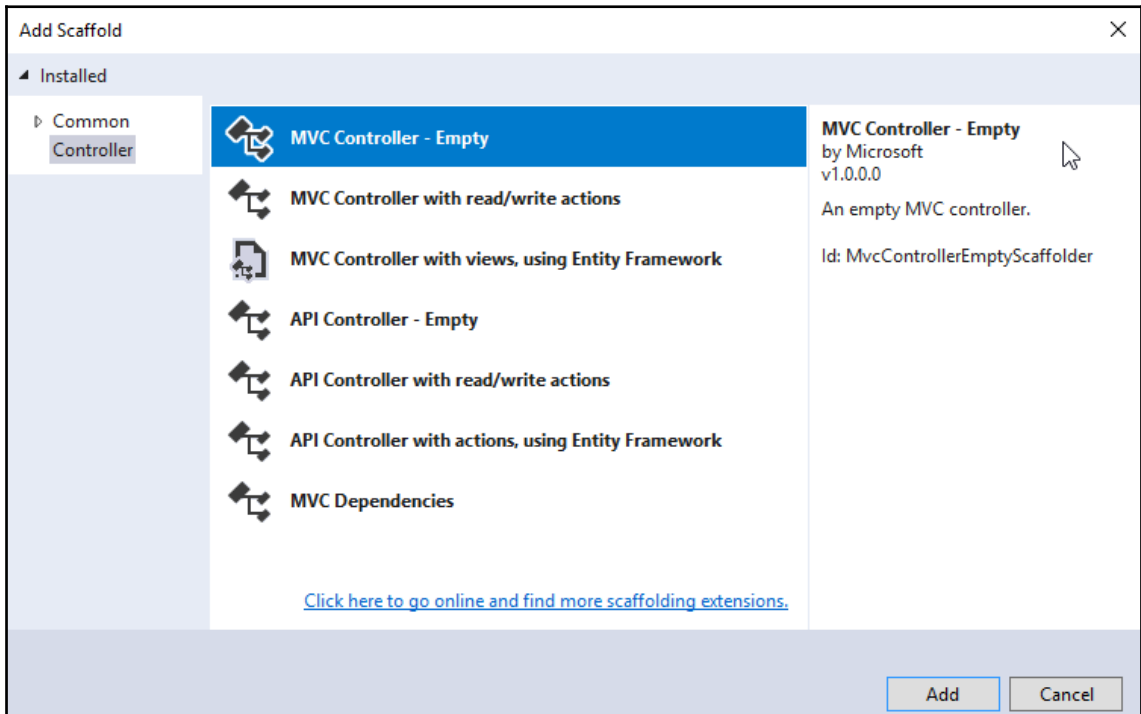 Add Scaffold
Installed
Common
Controller
MVC Controller - Empty
MVC Controller with read/write actions
MVC Controller with views, using Entity Framework
API Controller - Empty
API Controller with read/write actions
API Controller with actions, using Entity Framework
MVC Dependencies
Click here to go online and find more scaffolding extensions.
MVC Controller - Empty
by Microsoft
v1.0.0.0
An empty MVC controller.
Id: MvcControllerEmptyScaffolder
Add
Cancel